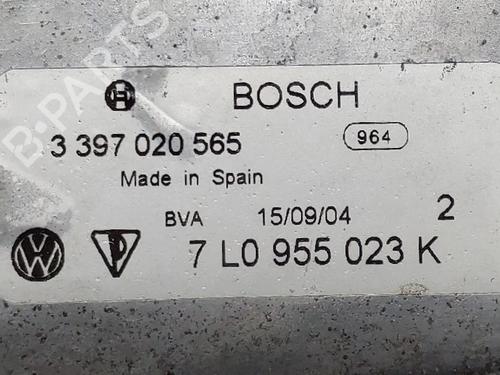 BOSCH
3 397 020 565 964
Made in Spain
BVA 15/09/04 2
7 L0 955 023 K
B-PARTS